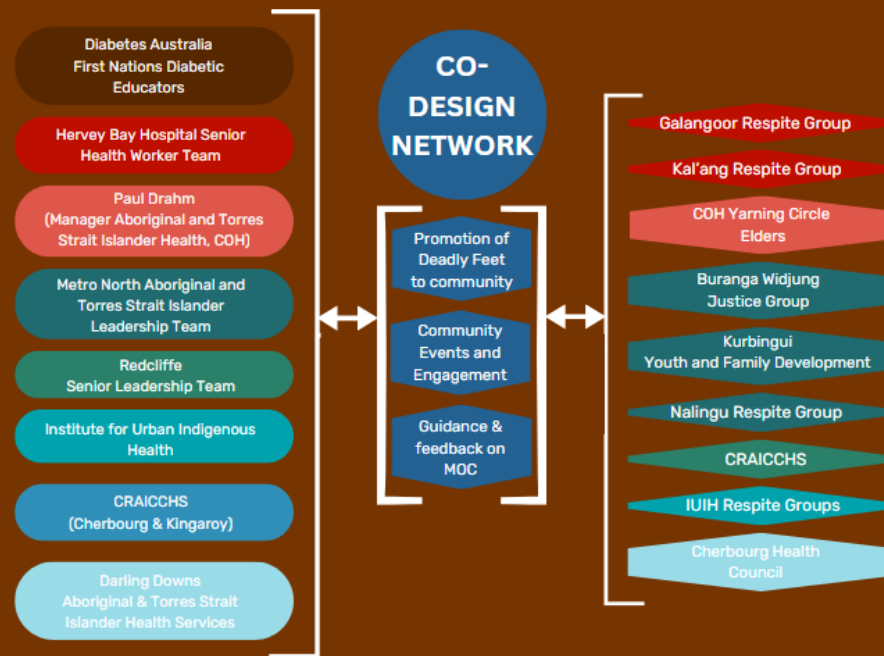 Diabetes Australia
First Nations Diabetic
Educators
Hervey Bay Hospital Senior
Health Worker Team
Paul Drahm
(Manager Aboriginal and Torres
Strait Islander Health, COH)
Metro North Aboriginal and
Torres Strait Islander
Leadership Team
Redcliffe
Senior Leadership Team
Institute for Urban Indigenous
Health
CRAICCHS
(Cherbourg & Kingaroy)
Darling Downs
Aboriginal & Torres Strait
Islander Health Services
CO-
DESIGN
NETWORK
Promotion of
Deadly Feet
to community
Community
Events and
Engagement
Guidance &
feedback on
MOC
Galangoor Respite Group
Kal'ang Respite Group
COH Yarning Circle
Elders
Buranga Widjung
Justice Group
Kurbingui
Youth and Family Development
Nalingu Respite Group
CRAICCHS
IUIH Respite Groups
Cherbourg Health
Council